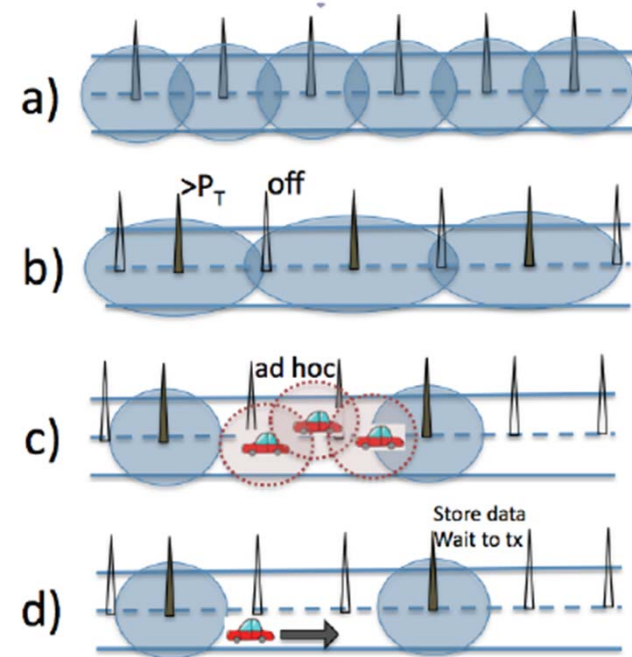 a)
>P_T off
b)
ad hoc
c)
Store data
Wait to tx
d)